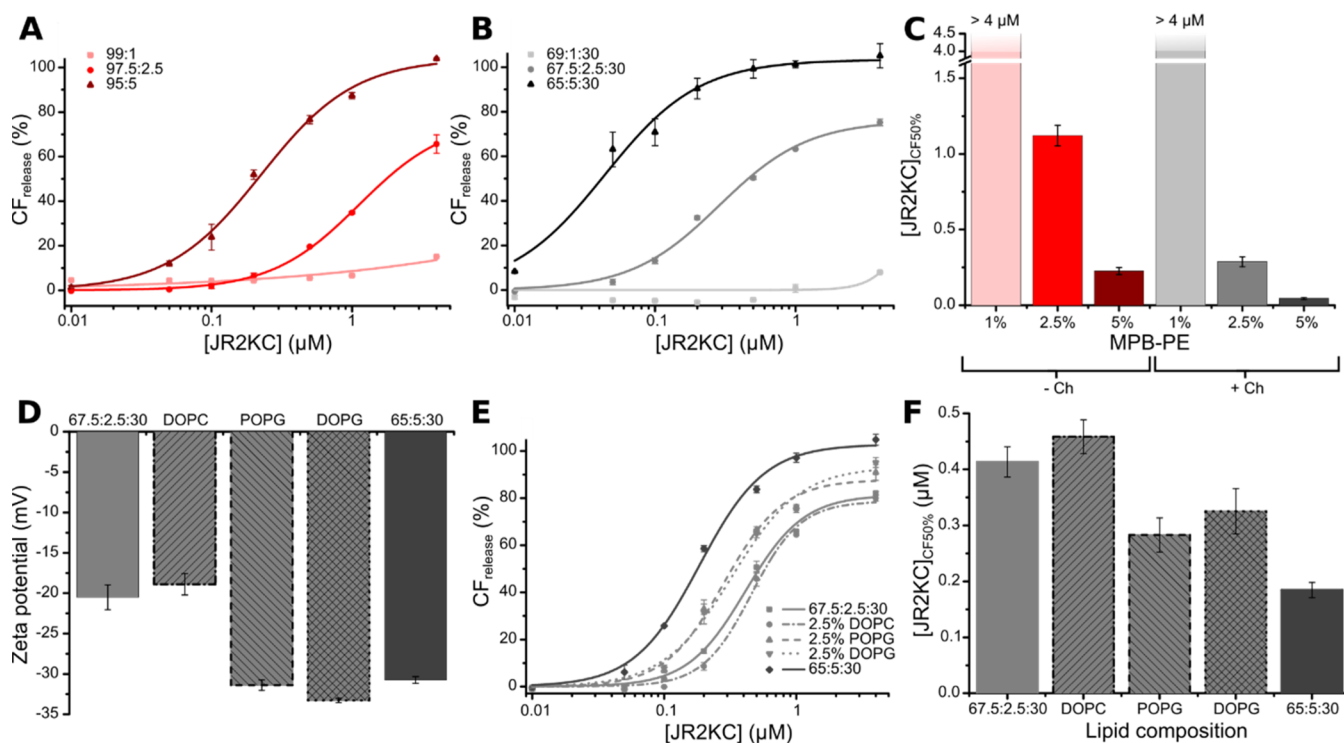 A
99:1
97.5:2.5
95:5
CFrelease (%)
100
80
60
40
20
0
0.01 0.1 1
[JR2KC] (µM)
B
69:1:30
67.5:2.5:30
65:5:30
CFrelease (%)
100
80
60
40
20
0
0.01 0.1 1
[JR2KC] (µM)
C
> 4 µM > 4 µM
[JR2KC]CF50%
4.5
4.0
1.5
1.0
0.5
0.0
1% 2.5% 5% 1% 2.5% 5%
MPB-PE
- Ch + Ch
D
67.5:2.5:30 DOPC POPG DOPG 65:5:30
Zeta potential (mV)
0
-5
-10
-15
-20
-25
-30
-35
E
CFrelease (%)
100
80
60
40
20
0
67.5:2.5:30
2.5% DOPC
2.5% POPG
2.5% DOPG
65:5:30
0.01 0.1 1
[JR2KC] (µM)
F
[JR2KC]CF50% (µM)
0.5
0.4
0.3
0.2
0.1
0.0
67.5:2.5:30 DOPC POPG DOPG 65:5:30
Lipid composition